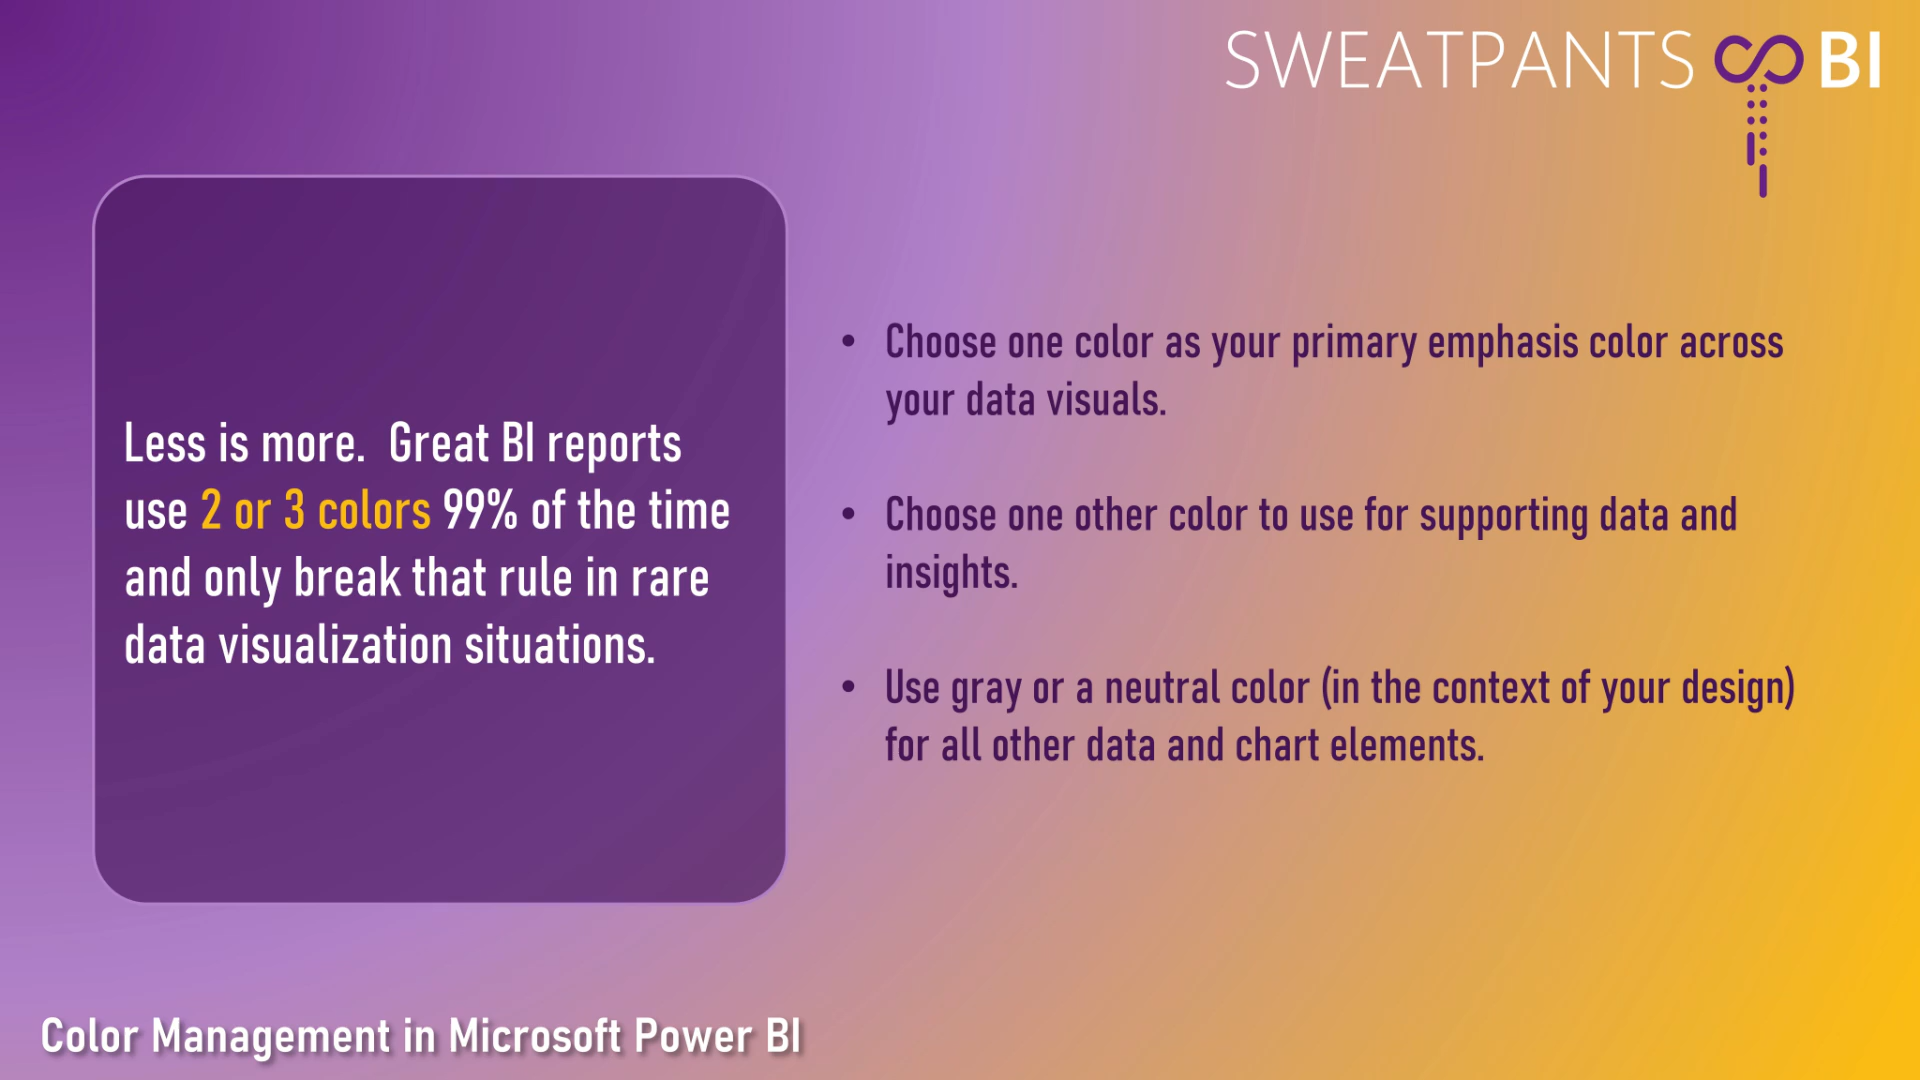 SWEATPANTS BI
Less is more.  Great BI reports
use 2 or 3 colors 99% of the time
and only break that rule in rare
data visualization situations.
• Choose one color as your primary emphasis color across
your data visuals.
• Choose one other color to use for supporting data and
insights.
• Use gray or a neutral color (in the context of your design)
for all other data and chart elements.
Color Management in Microsoft Power BI